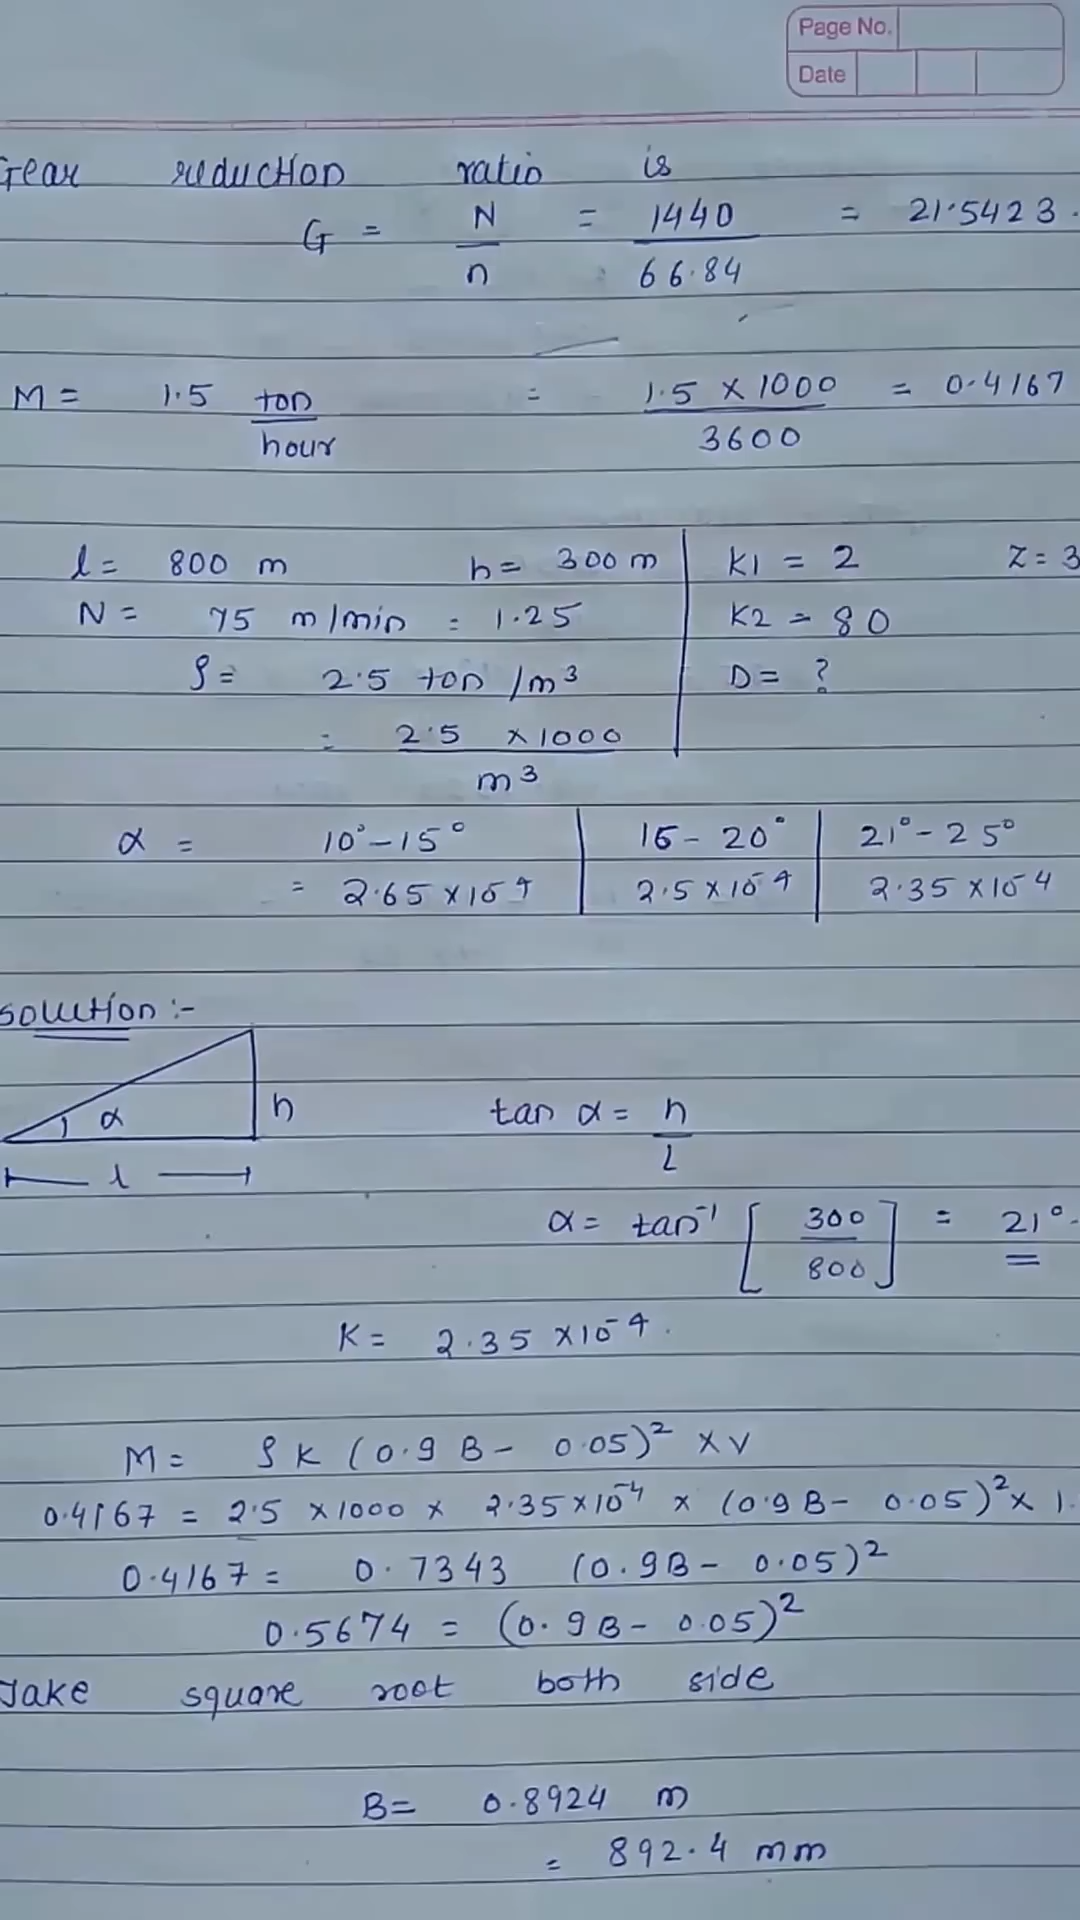 Page No.
Date
Gear reduction ratio is
G = N/n = 1440/66.84 = 21.5423.
M = 1.5 ton/hour = 1.5 × 1000/3600 = 0.4167
l = 800 m h = 300 m K1 = 2 Z = 3
N = 75 m/min = 1.25 K2 = 80
ρ = 2.5 ton/m³ D = ?
= 2.5 × 1000/m³
α = 10° - 15° 15 - 20° 21° - 25°
= 2.65 × 10⁻⁴ 2.5 × 10⁻⁴ 2.35 × 10⁻⁴
Solution :-
α h tan α = h/L
l
α = tan⁻¹ [300/800] = 21°.
K = 2.35 × 10⁻⁴.
M = ρ K (0.9 B - 0.05)² × V
0.4167 = 2.5 × 1000 × 2.35 × 10⁻⁴ × (0.9B - 0.05)² × 1.
0.4167 = 0.7343 (0.9B - 0.05)²
0.5674 = (0.9B - 0.05)²
Take square root both side
B = 0.8924 m
= 892.4 mm